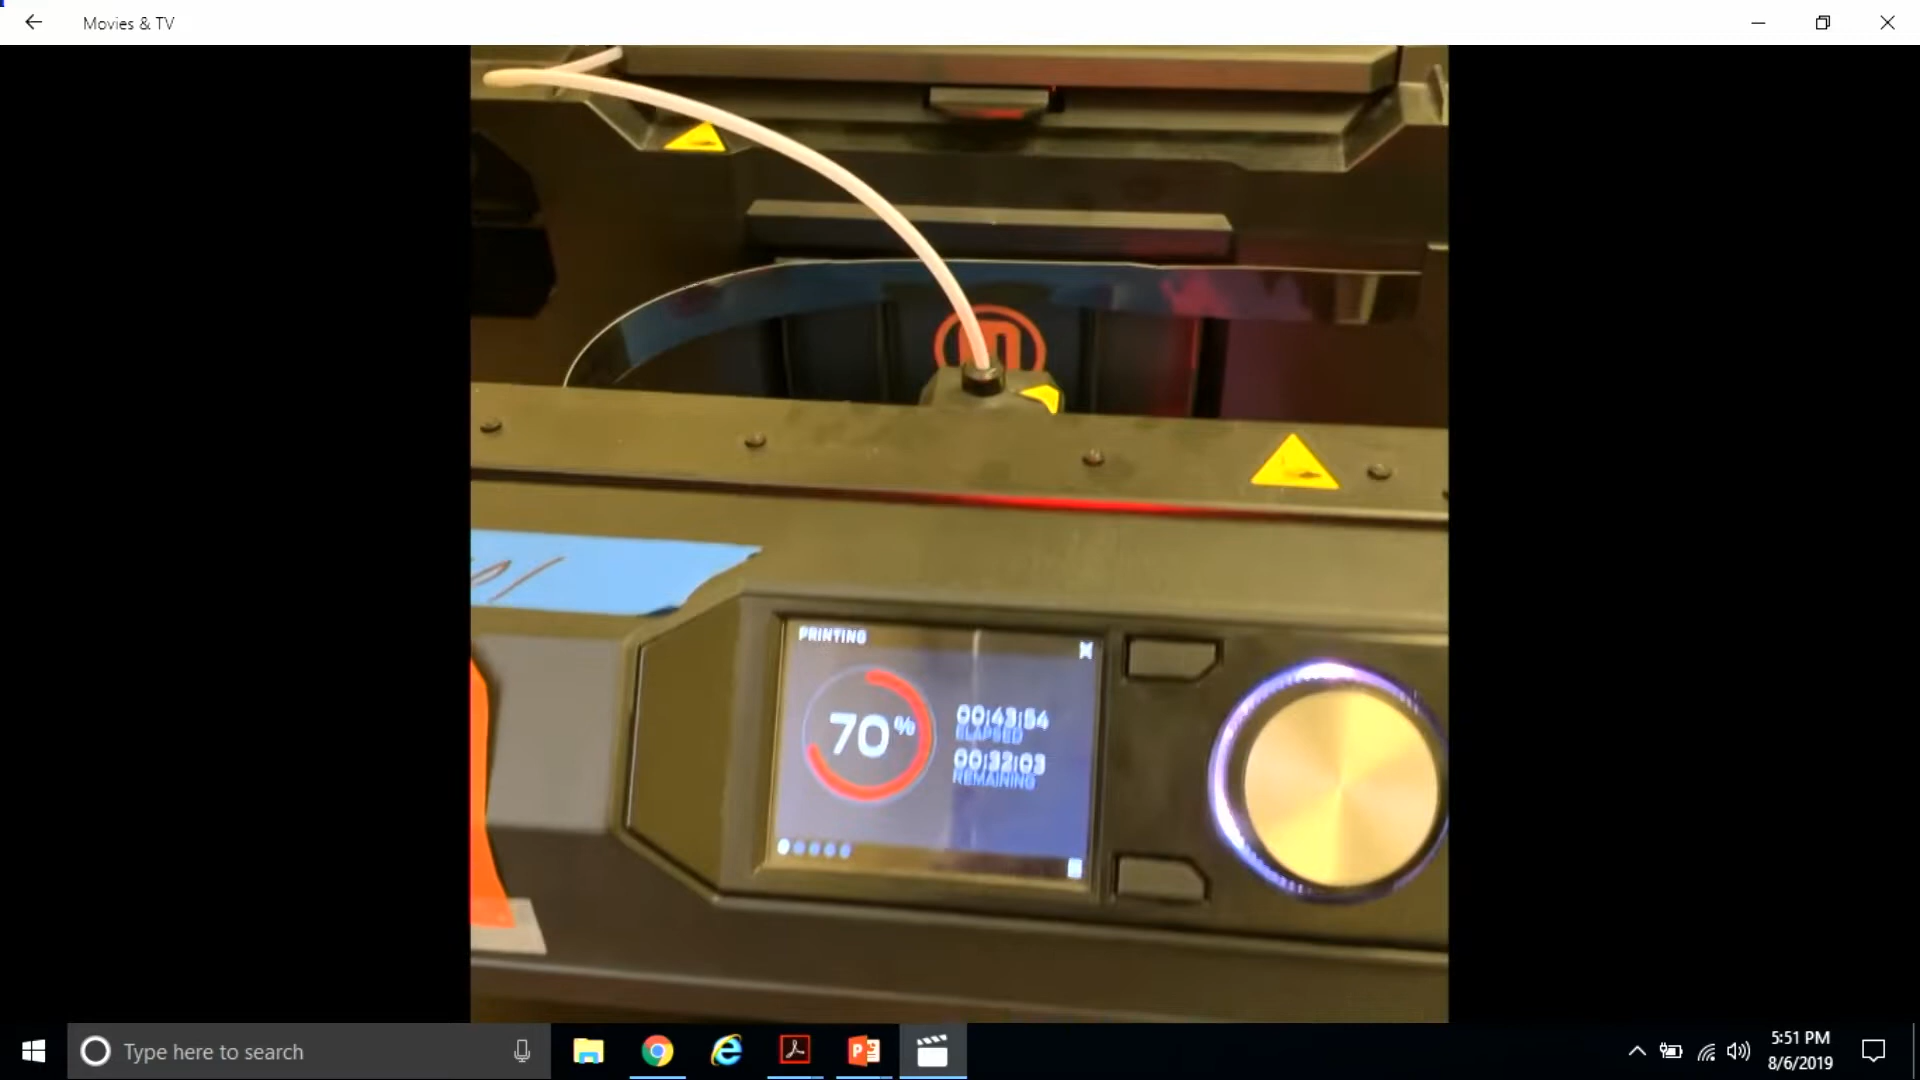 Movies & TV
PRINTING
70%
00:43:54
ELAPSED
00:32:03
REMAINING
Type here to search
5:51 PM
8/6/2019